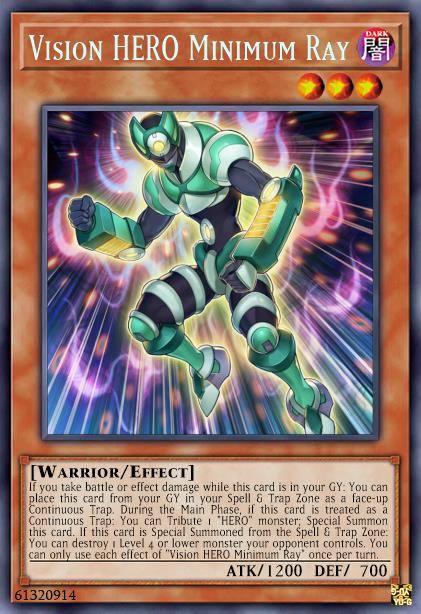 VISION HERO MINIMUM RAY
DARK
闇
[WARRIOR/EFFECT]
If you take battle or effect damage while this card is in your GY: You can
place this card from your GY in your Spell & Trap Zone as a face-up
Continuous Trap. During the Main Phase, if this card is treated as a
Continuous Trap: You can Tribute 1 "HERO" monster; Special Summon
this card. If this card is Special Summoned from the Spell & Trap Zone:
You can destroy 1 Level 4 or lower monster your opponent controls. You
can only use each effect of "Vision HERO Minimum Ray" once per turn.
ATK/1200 DEF/ 700
61320914